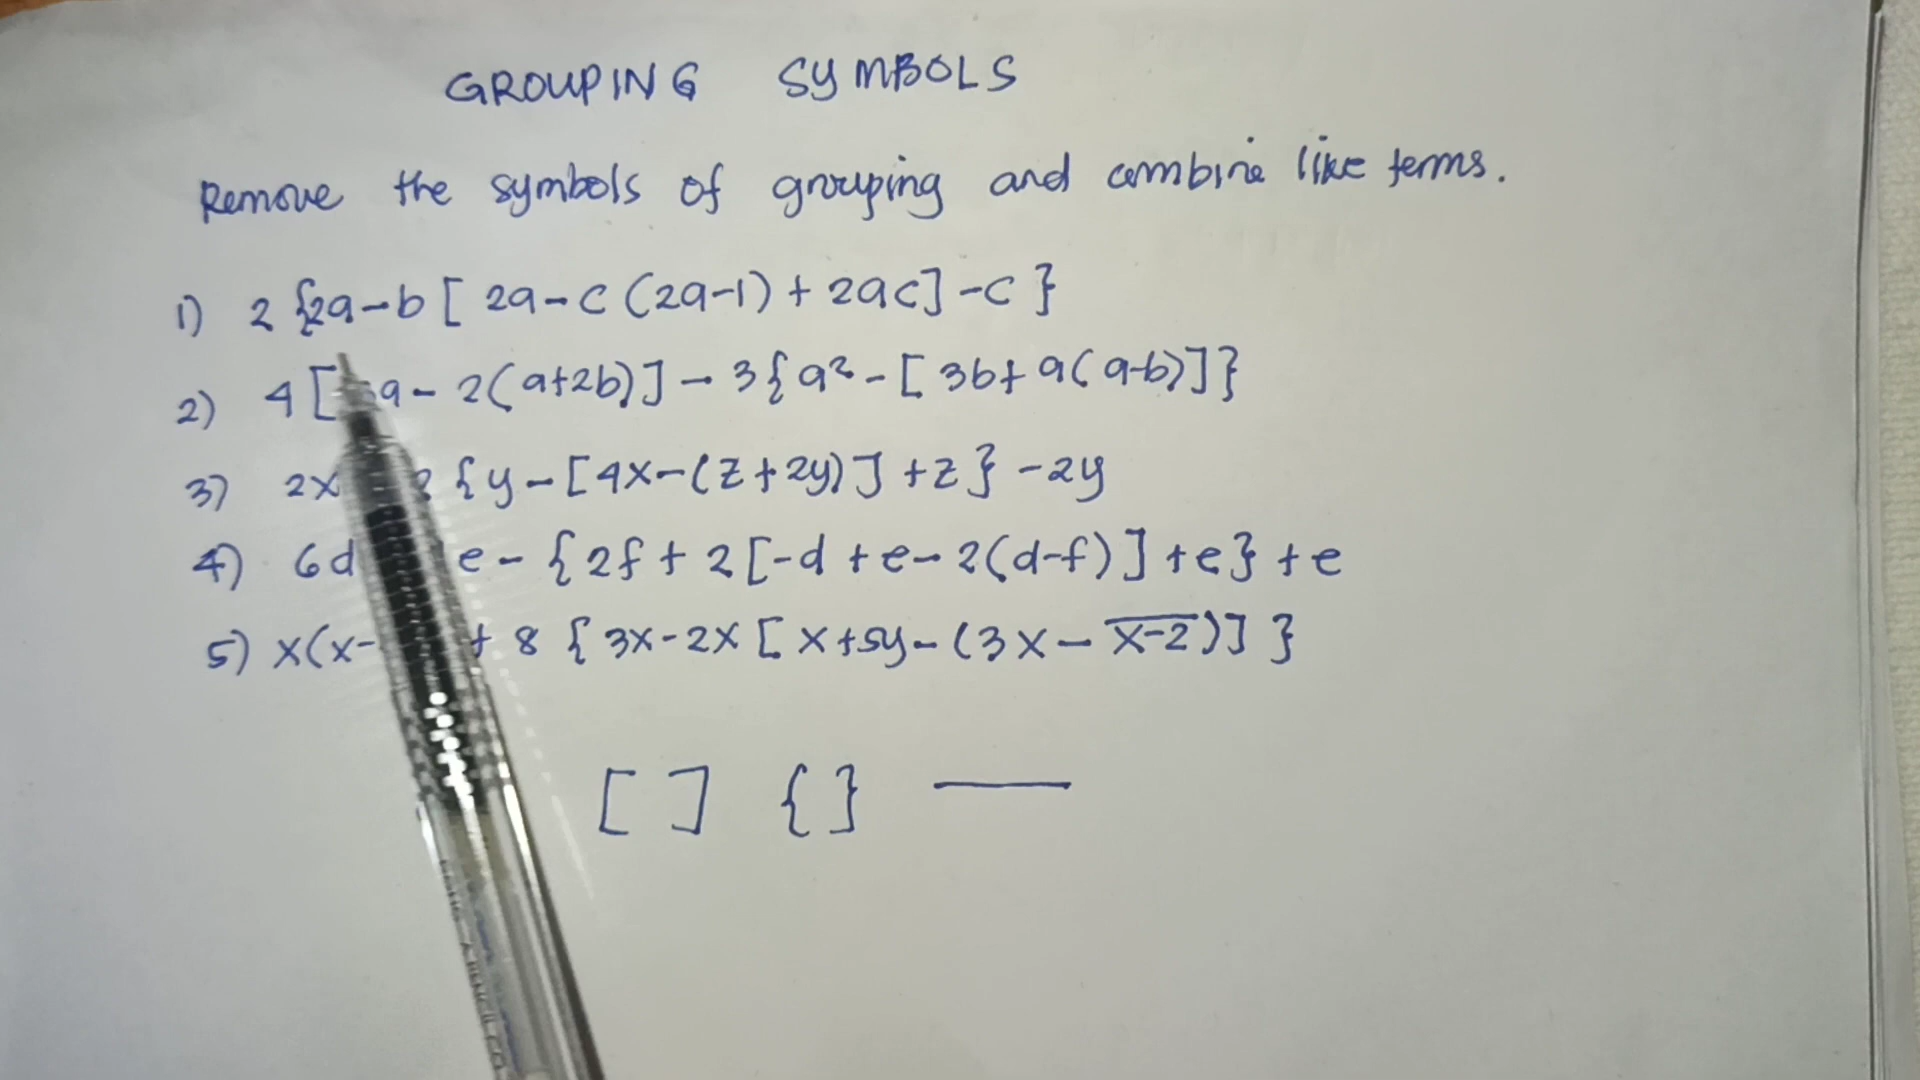 GROUPING SYMBOLS
Remove the symbols of grouping and combine like terms.
1) 2 {2a-b [ 2a-c (2a-1) + 2ac] -c }
2) 4 [ a - 2(a+2b)] - 3{a² - [ 3b+a(a-b)]}
3) 2x {y-[4x-(z+2y)] +z} -2y
4) 6d e - {2f + 2[-d +e- 2(d-f)] +e} +e
5) x(x- + 8 { 3x-2x [ x+5y-(3x- x̅-̅2̅)] }
[ ] { } —